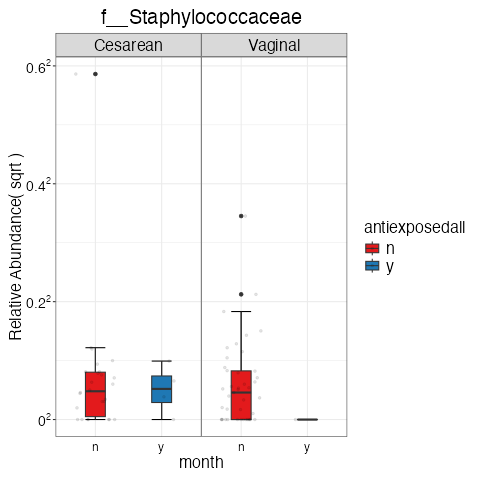 f__Staphylococcaceae
Cesarean Vaginal
Relative Abundance( sqrt )
0.6²
0.4²
0.2²
0²
n y n y
month
antiexposedall
n
y